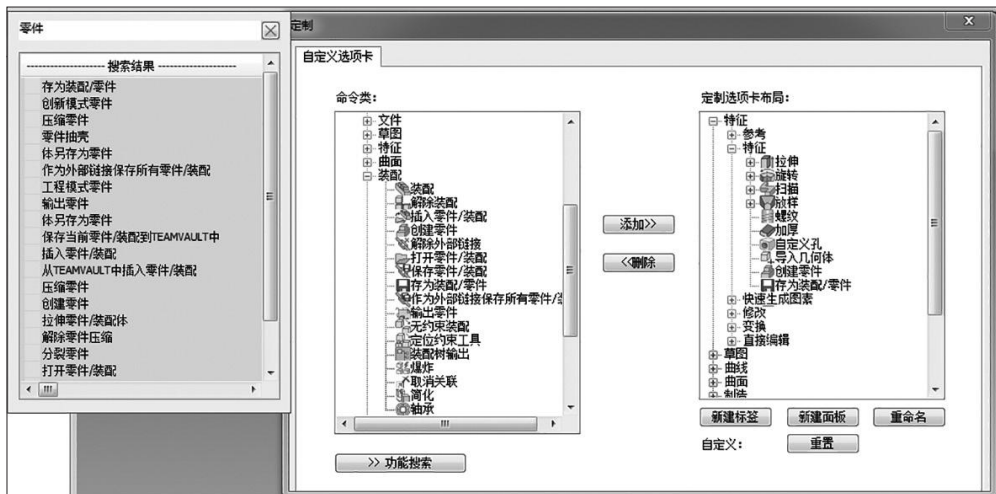 零件
-------------------- 搜索结果 --------------------
存为装配/零件
创新模式零件
压缩零件
零件抽壳
体另存为零件
作为外部链接保存所有零件/装配
工程模式零件
输出零件
体另存为零件
保存当前零件/装配到TEAMVAULT中
插入零件/装配
从TEAMVAULT中插入零件/装配
压缩零件
创建零件
拉伸零件/装配体
解除零件压缩
分裂零件
打开零件/装配
定制
自定义选项卡
命令类：
文件
草图
特征
曲面
装配
装配
解除装配
插入零件/装配
创建零件
解除外部链接
打开零件/装配
保存零件/装配
存为装配/零件
作为外部链接保存所有零件/
输出零件
无约束装配
定位约束工具
装配树输出
爆炸
取消关联
简化
轴承
>> 功能搜索
添加>>
<<删除
定制选项卡布局：
特征
参考
特征
拉伸
旋转
扫描
放样
螺纹
加厚
自定义孔
导入几何体
创建零件
存为装配/零件
快速生成图素
修改
变换
直接编辑
草图
曲线
曲面
制造
新建标签 新建面板 重命名
自定义： 重置